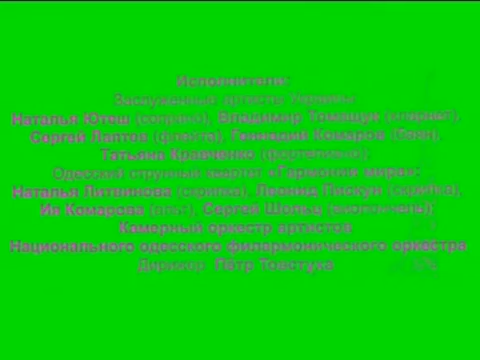 Исполнители:
Заслуженные артисты Украины
Наталья Ютеш (сопрано), Владимир Томащук (кларнет),
Сергей Лаптев (флейта), Геннадий Комаров (баян),
Татьяна Кравченко (фортепиано),
Одесский струнный квартет «Гармония мира»:
Наталья Литвинова (скрипка), Леонид Пискун (скрипка),
Ия Комарова (альт), Сергей Шольц (виолончель)
Камерный оркестр артистов
Национального одесского филармонического оркестра
Дирижер Пётр Товстуха